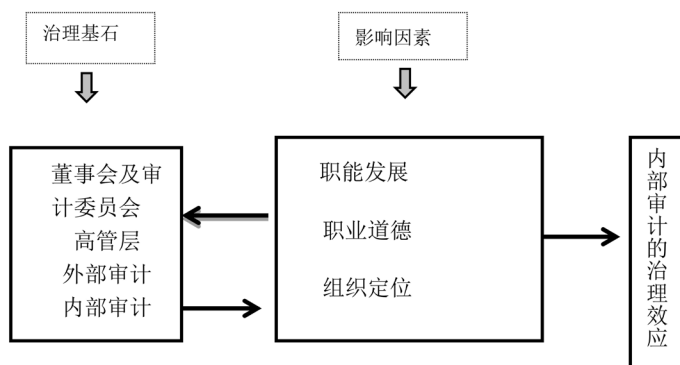 治理基石
影响因素
董事会及审
计委员会
高管层
外部审计
内部审计
职能发展
职业道德
组织定位
内部审计的治理效应